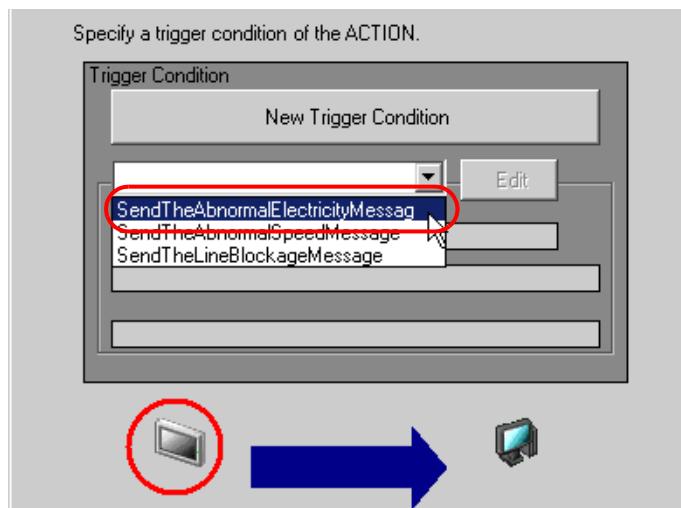 Specify a trigger condition of the ACTION.
Trigger Condition
New Trigger Condition
Edit
SendTheAbnormalElectricityMessag
SendTheAbnormalSpeedMessage
SendTheLineBlockageMessage